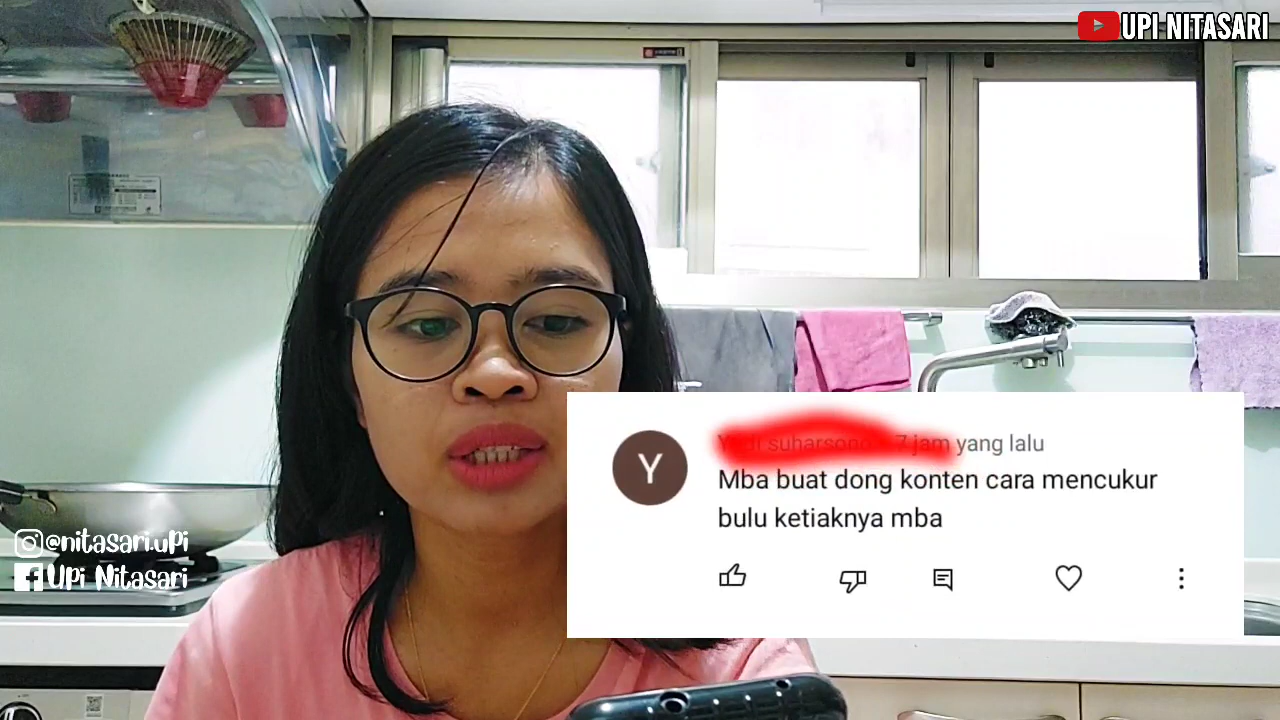 UPI NITASARI
yang lalu
Mba buat dong konten cara mencukur
bulu ketiaknya mba
Y
@nitasari.upi
Upi Nitasari